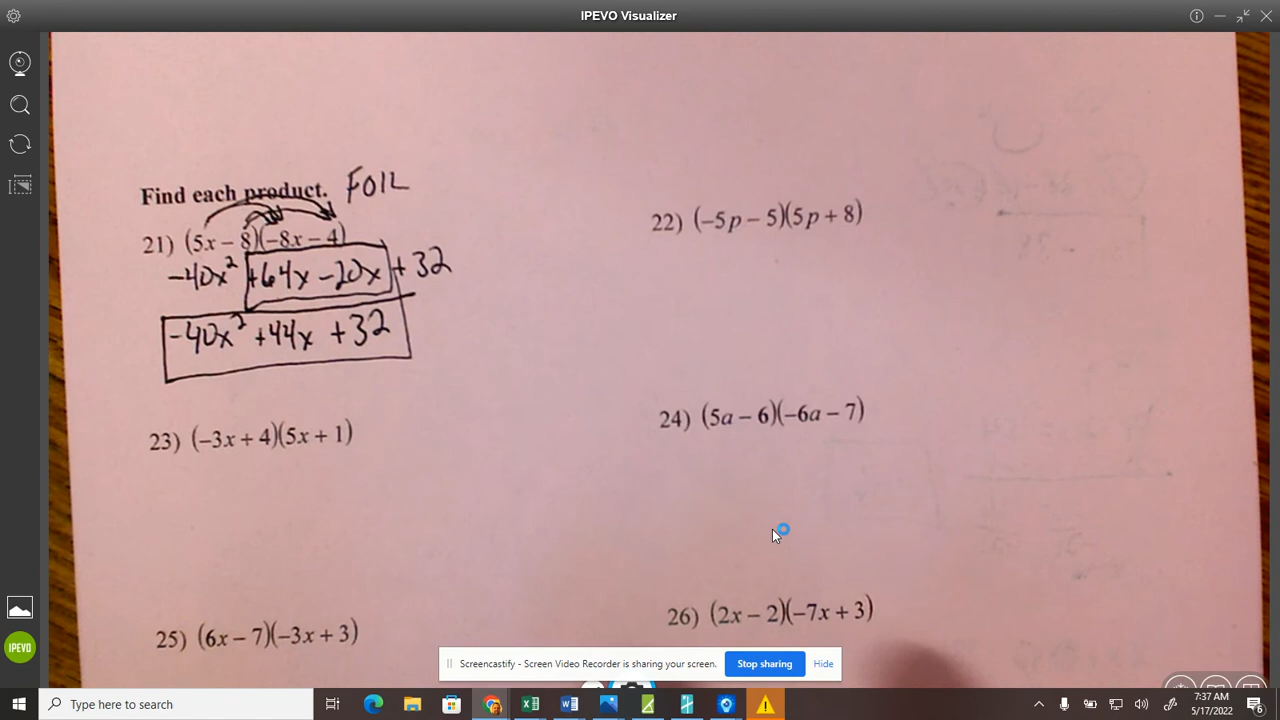 IPEVO Visualizer
Find each product. FOIL
21) (5x − 8)(−8x − 4)
−40x² +64x −20x + 32
−40x² +44x +32
22) (−5p − 5)(5p + 8)
23) (−3x + 4)(5x + 1)
24) (5a − 6)(−6a − 7)
25) (6x − 7)(−3x + 3)
26) (2x − 2)(−7x + 3)
IPEVO
Screencastify - Screen Video Recorder is sharing your screen. Stop sharing Hide
Type here to search
7:37 AM
5/17/2022
6